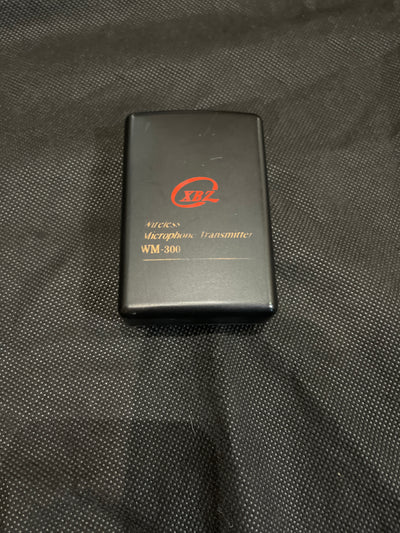 XBZ
Wireless
Microphone Transmitter
WM-300